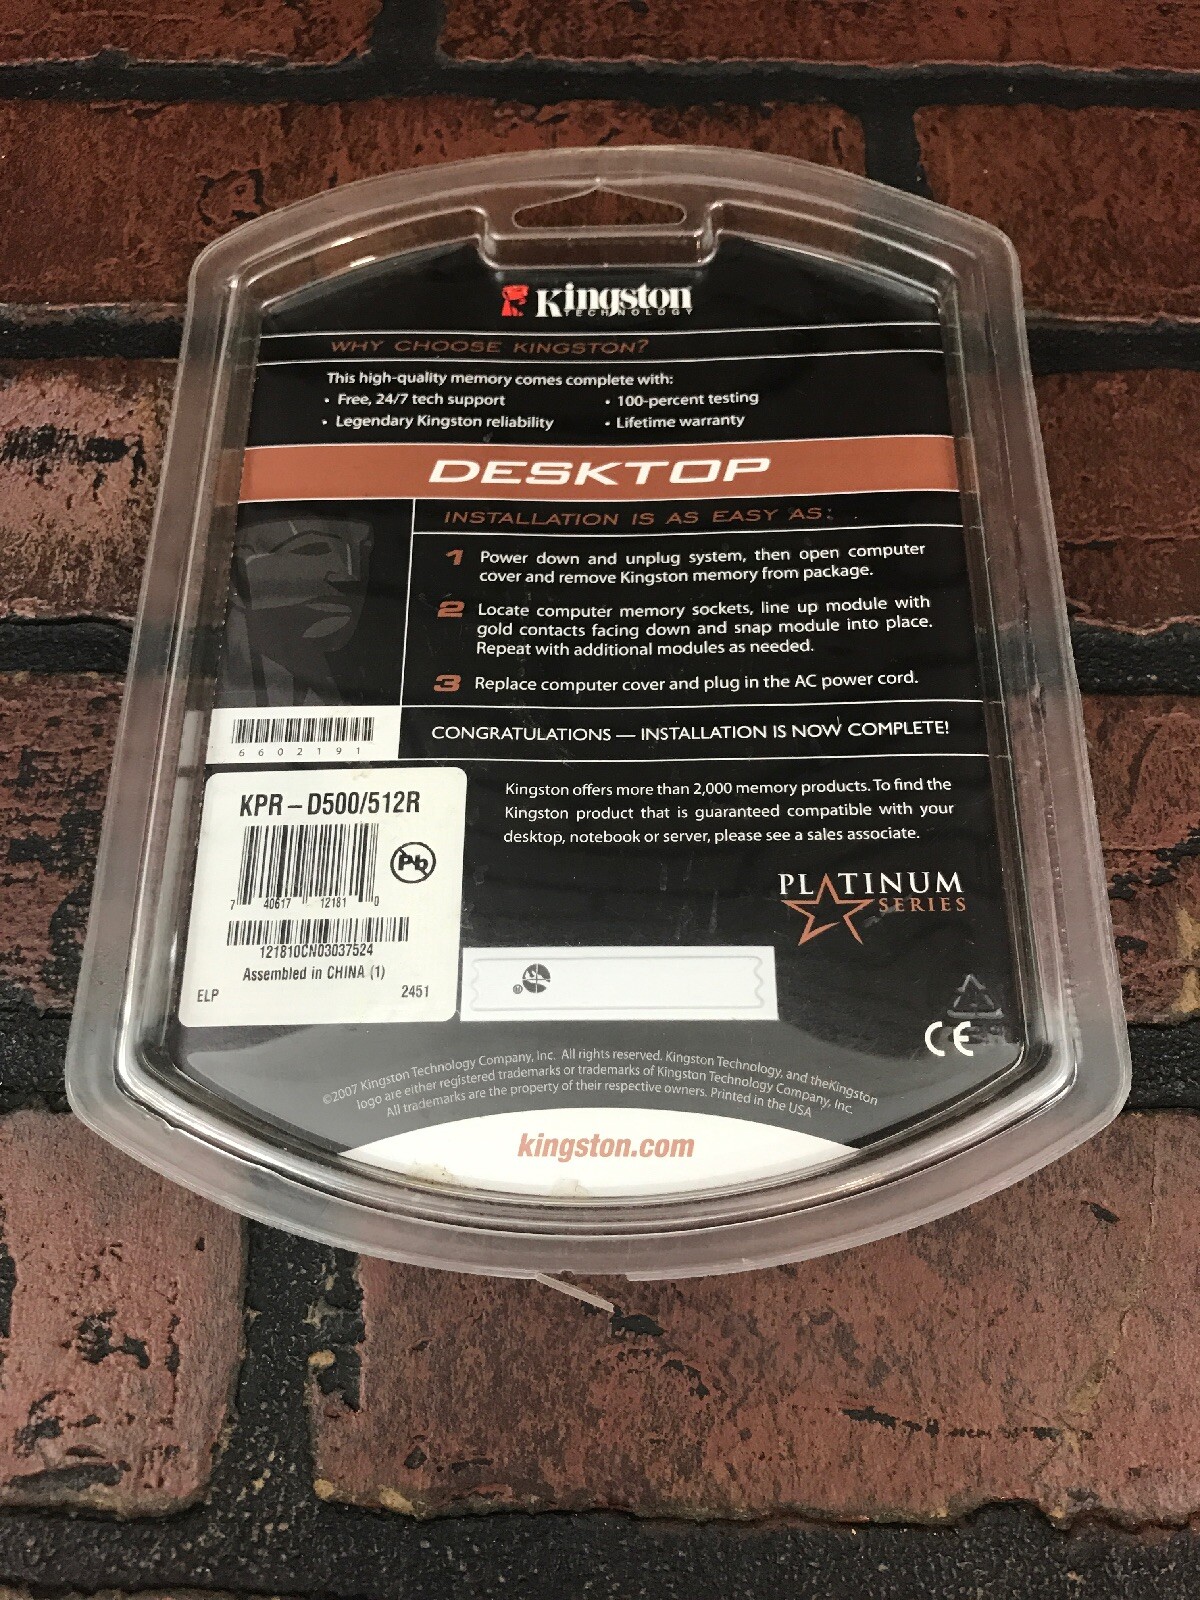 Kingston
TECHNOLOGY
WHY CHOOSE KINGSTON?
This high-quality memory comes complete with:
• Free, 24/7 tech support
• Legendary Kingston reliability
• 100-percent testing
• Lifetime warranty
DESKTOP
INSTALLATION IS AS EASY AS:
1 Power down and unplug system, then open computer
cover and remove Kingston memory from package.
2 Locate computer memory sockets, line up module with
gold contacts facing down and snap module into place.
Repeat with additional modules as needed.
3 Replace computer cover and plug in the AC power cord.
CONGRATULATIONS — INSTALLATION IS NOW COMPLETE!
6602191
KPR – D500/512R
Pb
7 40617 12181 0
121810CN03037524
Assembled in CHINA (1)
ELP 2451
Kingston offers more than 2,000 memory products. To find the
Kingston product that is guaranteed compatible with your
desktop, notebook or server, please see a sales associate.
PLATINUM
SERIES
CE
©2007 Kingston Technology Company, Inc. All rights reserved. Kingston Technology, and theKingston
logo are either registered trademarks or trademarks of Kingston Technology Company, Inc.
All trademarks are the property of their respective owners. Printed in the USA
kingston.com